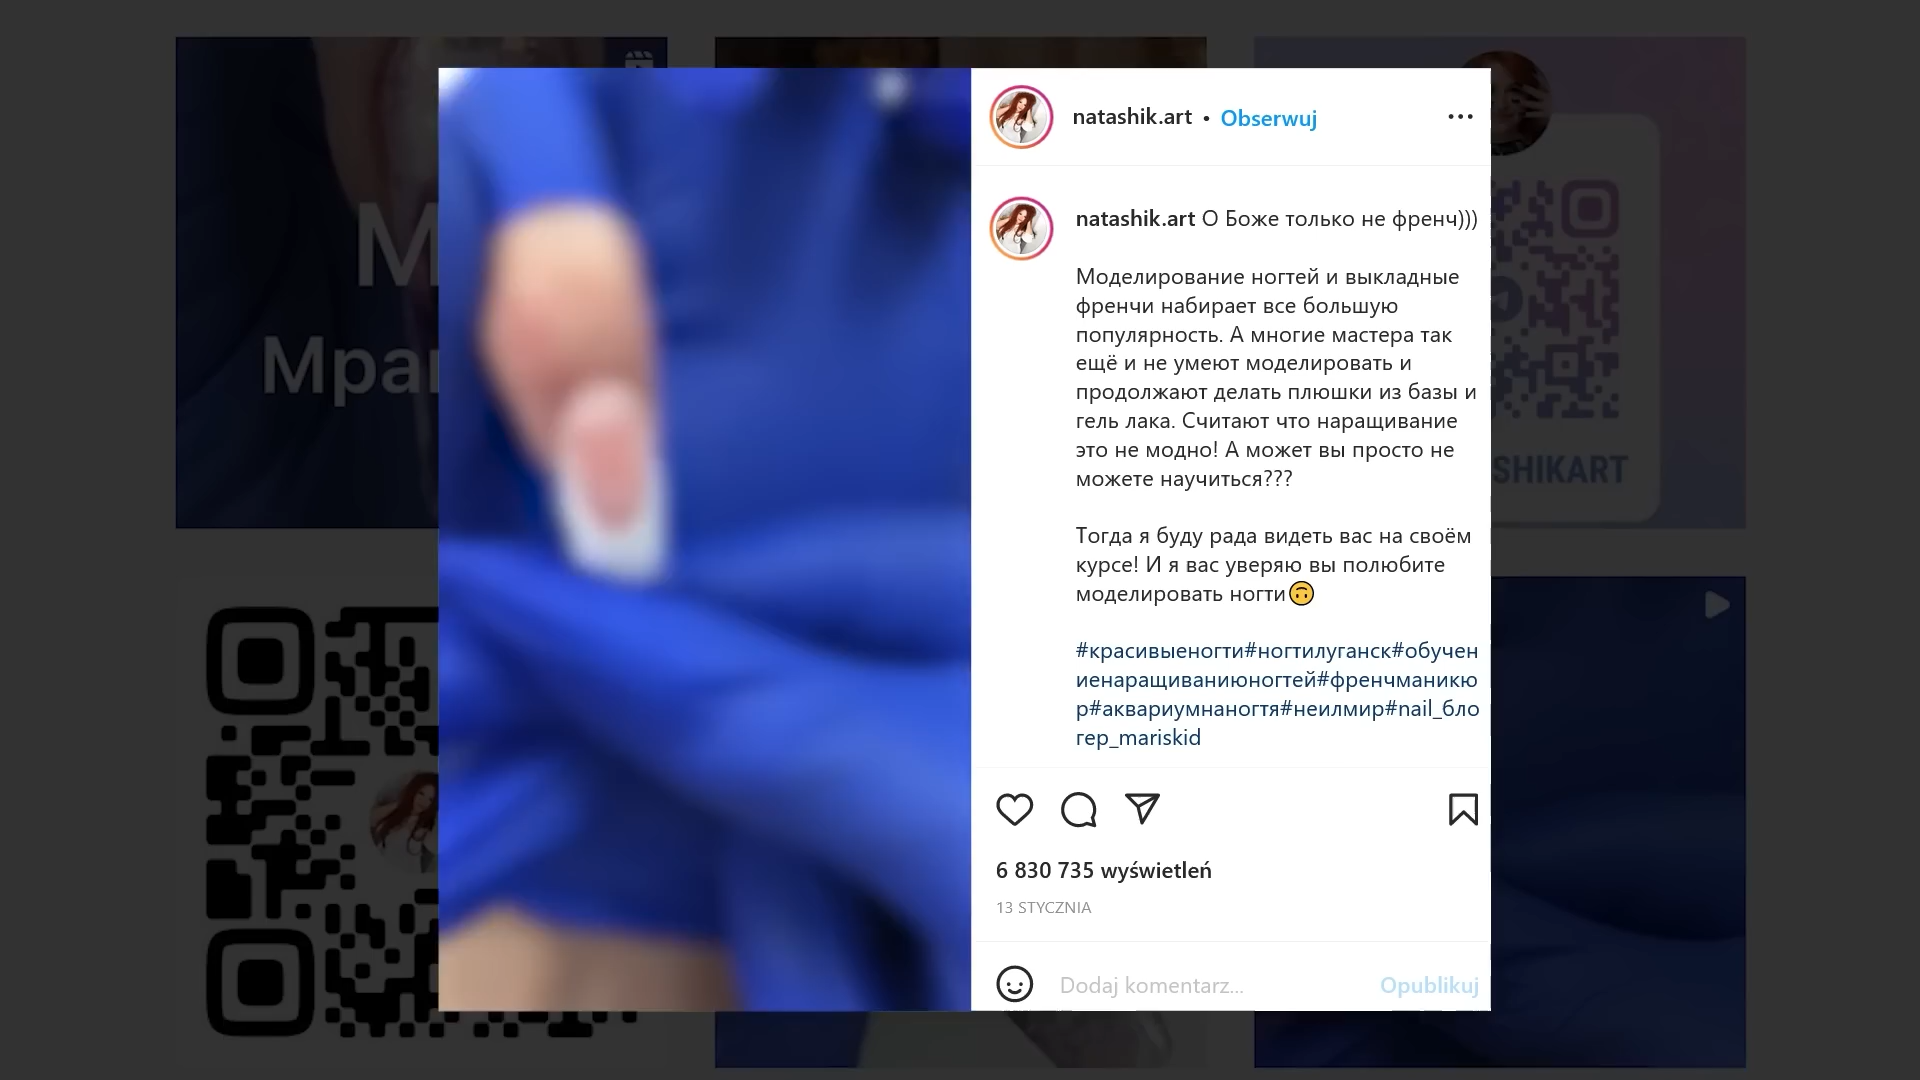 natashik.art • Obserwuj
natashik.art О Боже только не френч)))
Моделирование ногтей и выкладные
френчи набирает все большую
популярность. А многие мастера так
ещё и не умеют моделировать и
продолжают делать плюшки из базы и
гель лака. Считают что наращивание
это не модно! А может вы просто не
можете научиться???
Тогда я буду рада видеть вас на своём
курсе! И я вас уверяю вы полюбите
моделировать ногти🙃
#красивыеногти#ногтилуганск#обучен
иенаращиваниюногтей#френчманикю
р#аквариумнаногтя#неилмир#nail_бло
гер_mariskid
6 830 735 wyświetleń
13 STYCZNIA
Dodaj komentarz...
Opublikuj
М
Мра
SHIKART